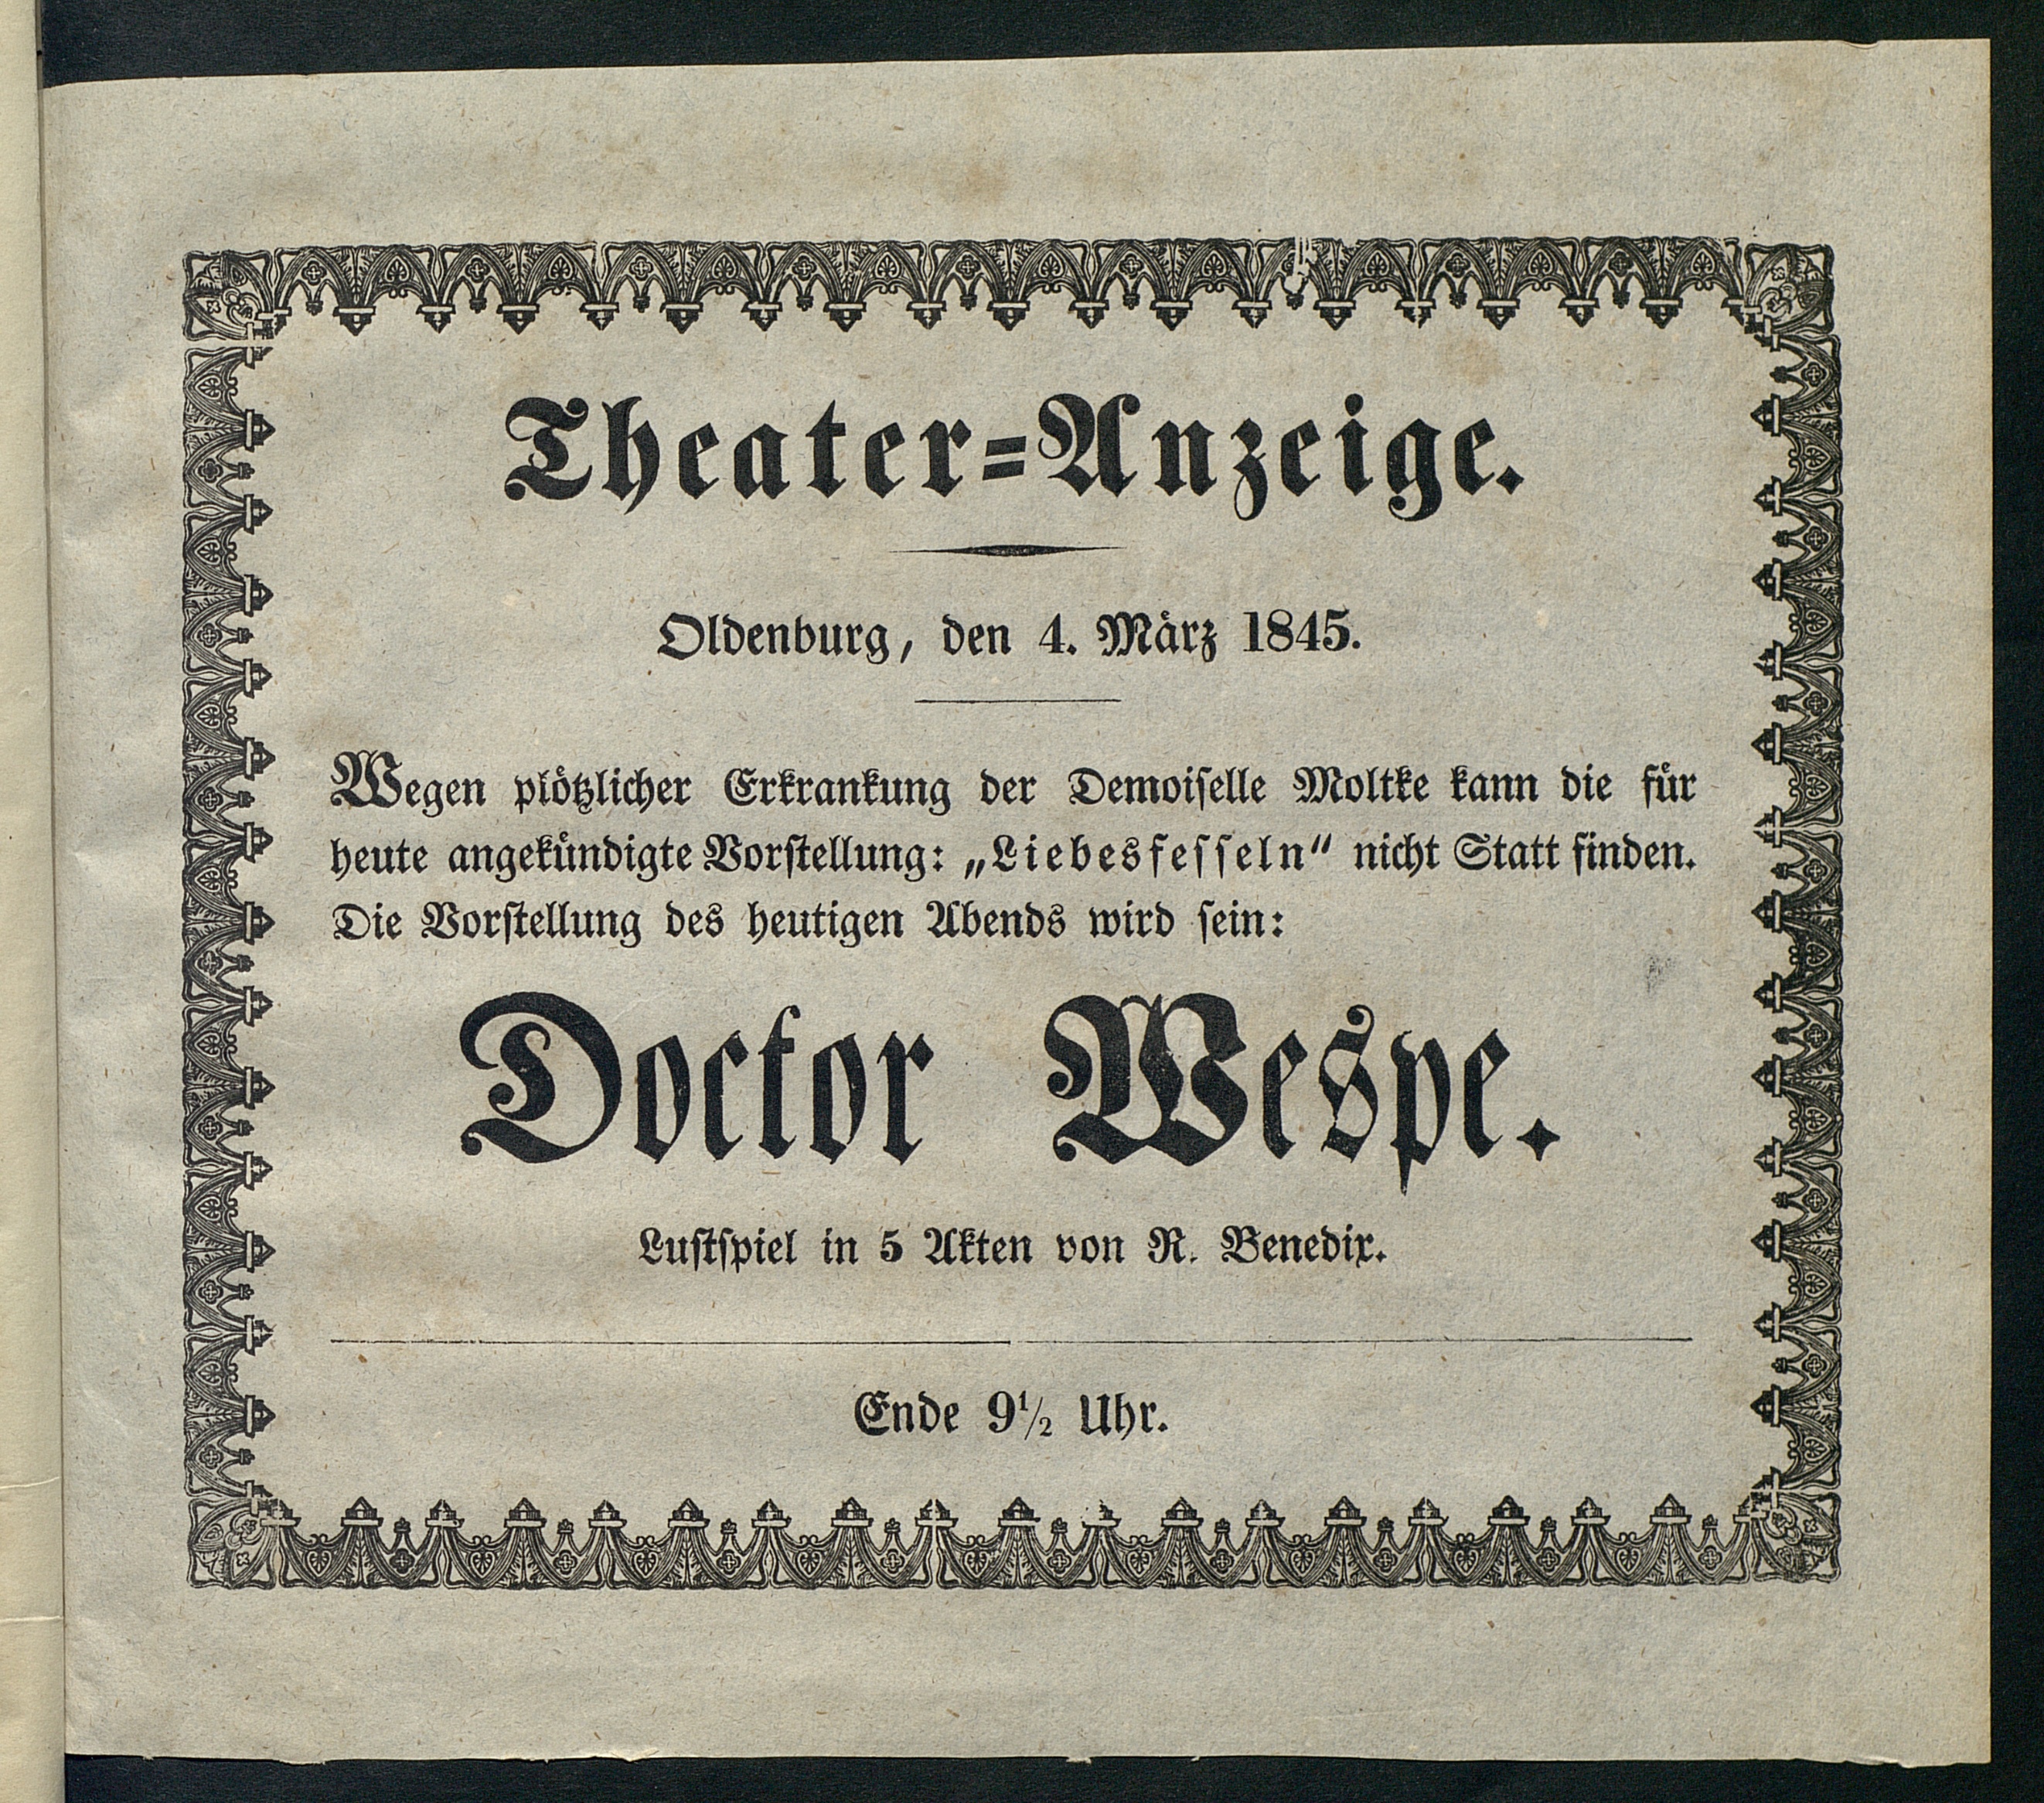 Theater=Anzeige.
Oldenburg, den 4. März 1845.
Wegen plötzlicher Erkrankung der Demoiselle Moltke kann die für
heute angekündigte Vorstellung: „Liebesfesseln“ nicht Statt finden.
Die Vorstellung des heutigen Abends wird sein:
Doctor Wespe.
Lustspiel in 5 Akten von R. Benedix.
Ende 9½ Uhr.